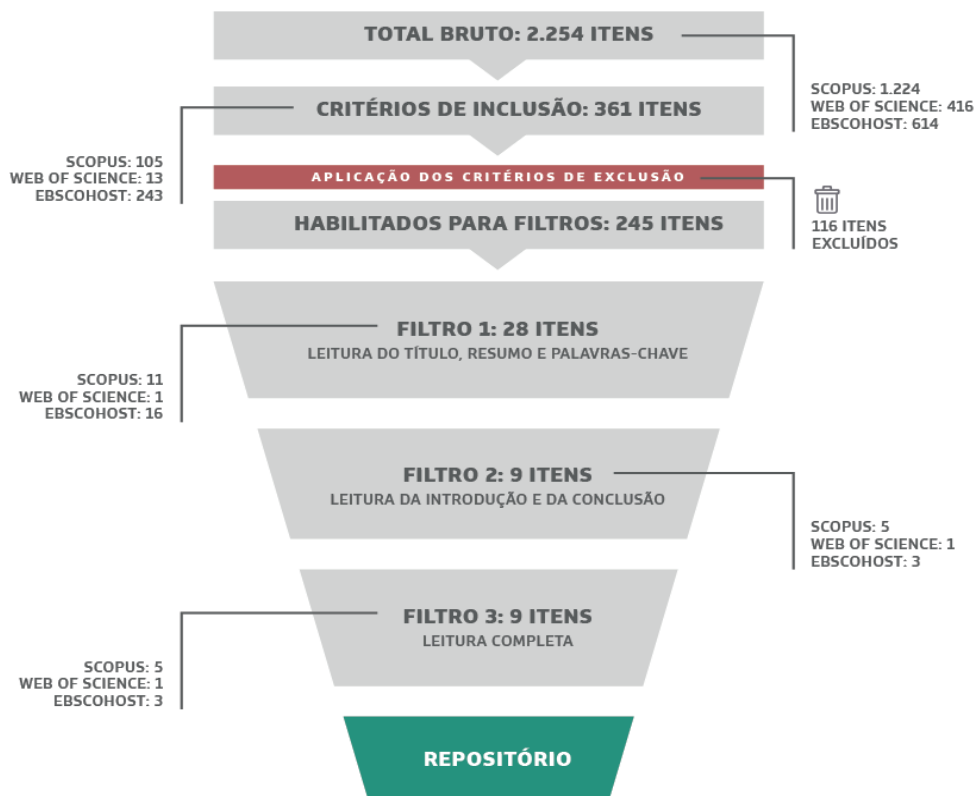 TOTAL BRUTO: 2.254 ITENS
SCOPUS: 1.224
WEB OF SCIENCE: 416
EBSCOHOST: 614
CRITÉRIOS DE INCLUSÃO: 361 ITENS
SCOPUS: 105
WEB OF SCIENCE: 13
EBSCOHOST: 243
APLICAÇÃO DOS CRITÉRIOS DE EXCLUSÃO
116 ITENS
EXCLUÍDOS
HABILITADOS PARA FILTROS: 245 ITENS
FILTRO 1: 28 ITENS
LEITURA DO TÍTULO, RESUMO E PALAVRAS-CHAVE
SCOPUS: 11
WEB OF SCIENCE: 1
EBSCOHOST: 16
FILTRO 2: 9 ITENS
LEITURA DA INTRODUÇÃO E DA CONCLUSÃO
SCOPUS: 5
WEB OF SCIENCE: 1
EBSCOHOST: 3
FILTRO 3: 9 ITENS
LEITURA COMPLETA
SCOPUS: 5
WEB OF SCIENCE: 1
EBSCOHOST: 3
REPOSITÓRIO